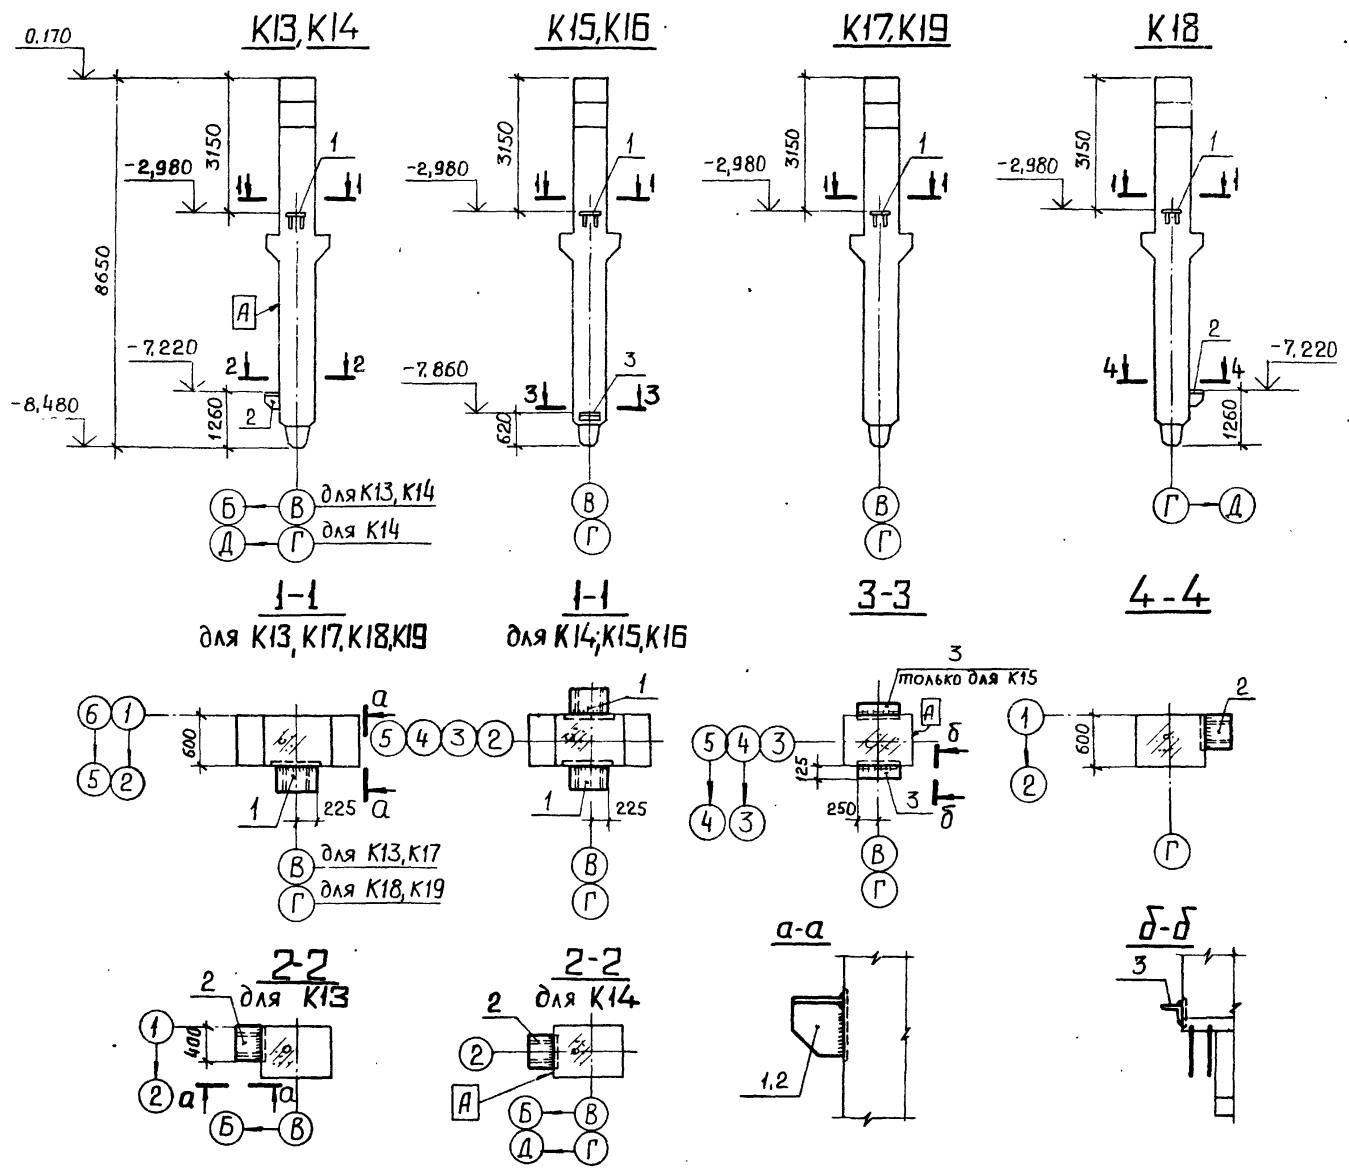 К13, К14
К15, К16
К17, К19
К18
0.170
8650
3150
-2,980
1
1
1
А
-7,220
2
2
-8,480
1260
2
Б
В
для К13, К14
Д
Г
для К14
3150
-2,980
1
1
1
-7,860
3
3
3
620
В
Г
3150
-2,980
1
1
1
В
Г
3150
-2,980
1
1
1
2
4
4
-7,220
1260
Г
Д
1-1
для К13, К17, К18, К19
6
1
а
600
5
2
1
225
а
В
для К13, К17
Г
для К18, К19
1-1
для К14, К15, К16
1
5
4
3
2
1
225
В
Г
3-3
3
только для К15
А
5
4
3
б
125
3
4
3
250
б
В
Г
4-4
2
1
600
2
Г
2-2
для К13
2
1
400
2
а
а
Б
В
2-2
для К14
2
2
А
Б
В
Д
Г
а-а
1,2
б-б
3